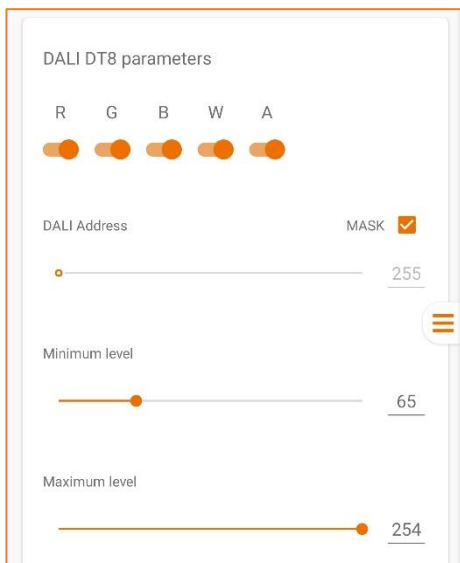 DALI DT8 parameters
R G B W A
DALI Address MASK
255
Minimum level
65
Maximum level
254